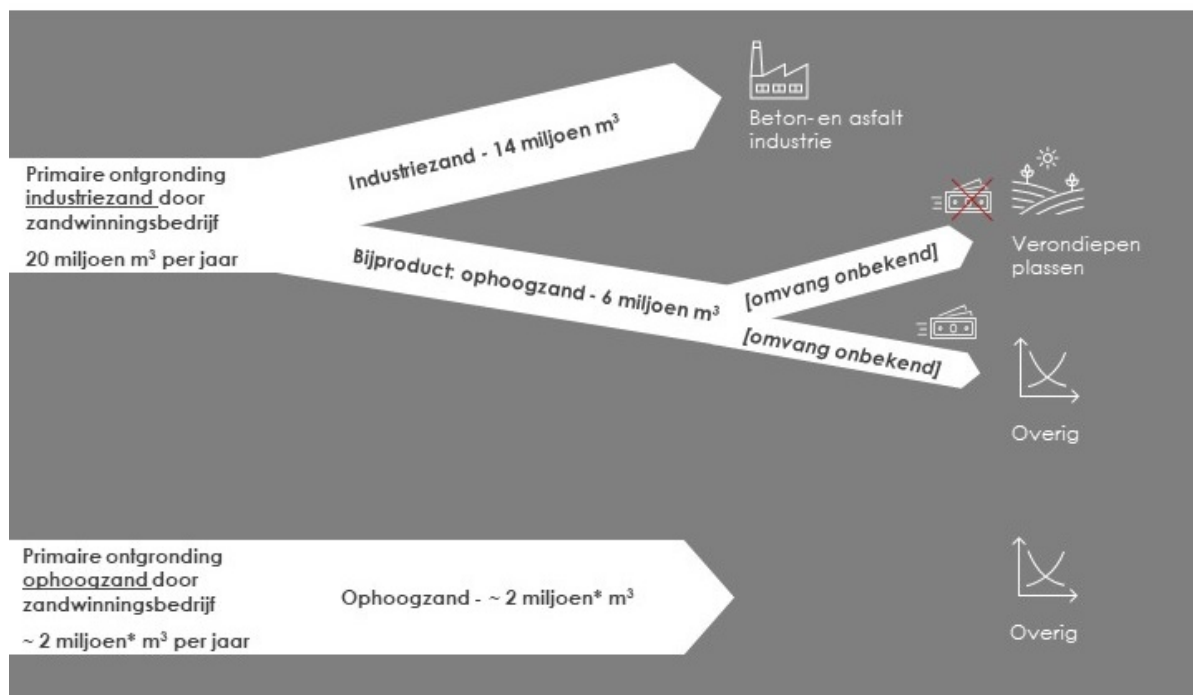 Primaire ontgronding
industriezand door
zandwinningsbedrijf
20 miljoen m³ per jaar
Industriezand - 14 miljoen m³
Beton- en asfalt
industrie
Bijproduct: ophoogzand - 6 miljoen m³
[omvang onbekend]
Verondiepen
plassen
[omvang onbekend]
Overig
Primaire ontgronding
ophoogzand door
zandwinningsbedrijf
~ 2 miljoen* m³ per jaar
Ophoogzand - ~ 2 miljoen* m³
Overig